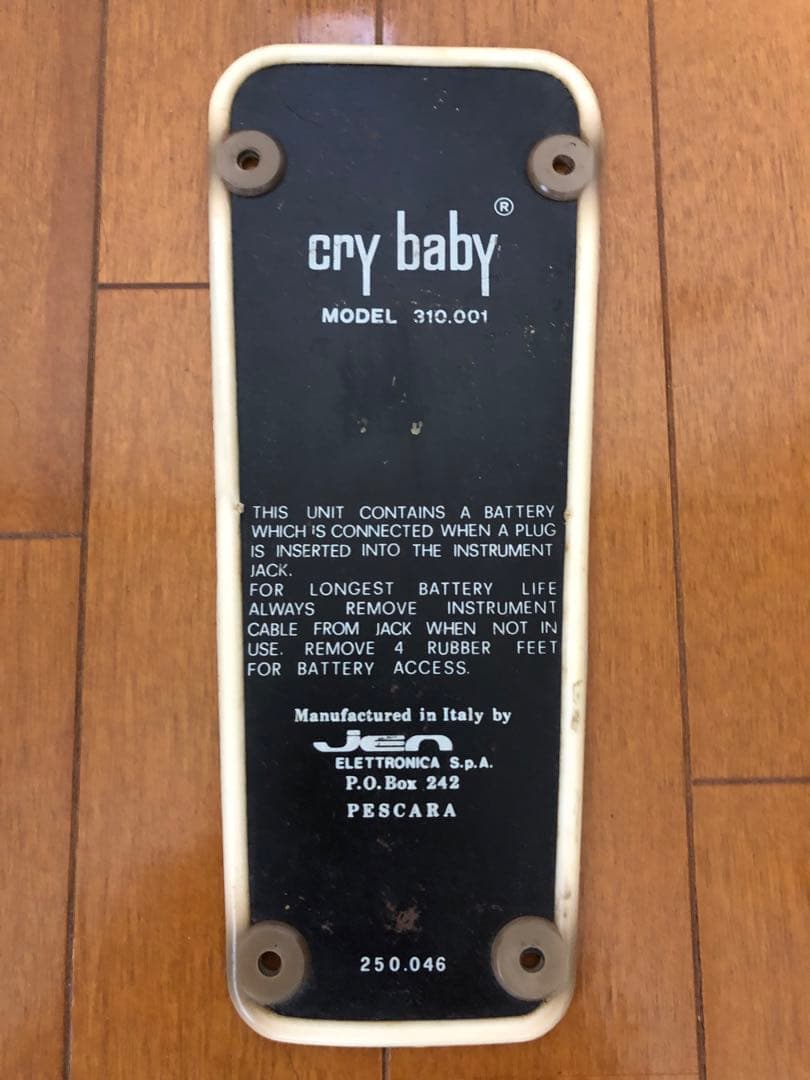 cry baby ®
MODEL 310.001
THIS UNIT CONTAINS A BATTERY
WHICH IS CONNECTED WHEN A PLUG
IS INSERTED INTO THE INSTRUMENT
JACK.
FOR LONGEST BATTERY LIFE
ALWAYS REMOVE INSTRUMENT
CABLE FROM JACK WHEN NOT IN
USE. REMOVE 4 RUBBER FEET
FOR BATTERY ACCESS.
Manufactured in Italy by
Jen
ELETTRONICA S.p.A.
P.O. Box 242
PESCARA
250.046